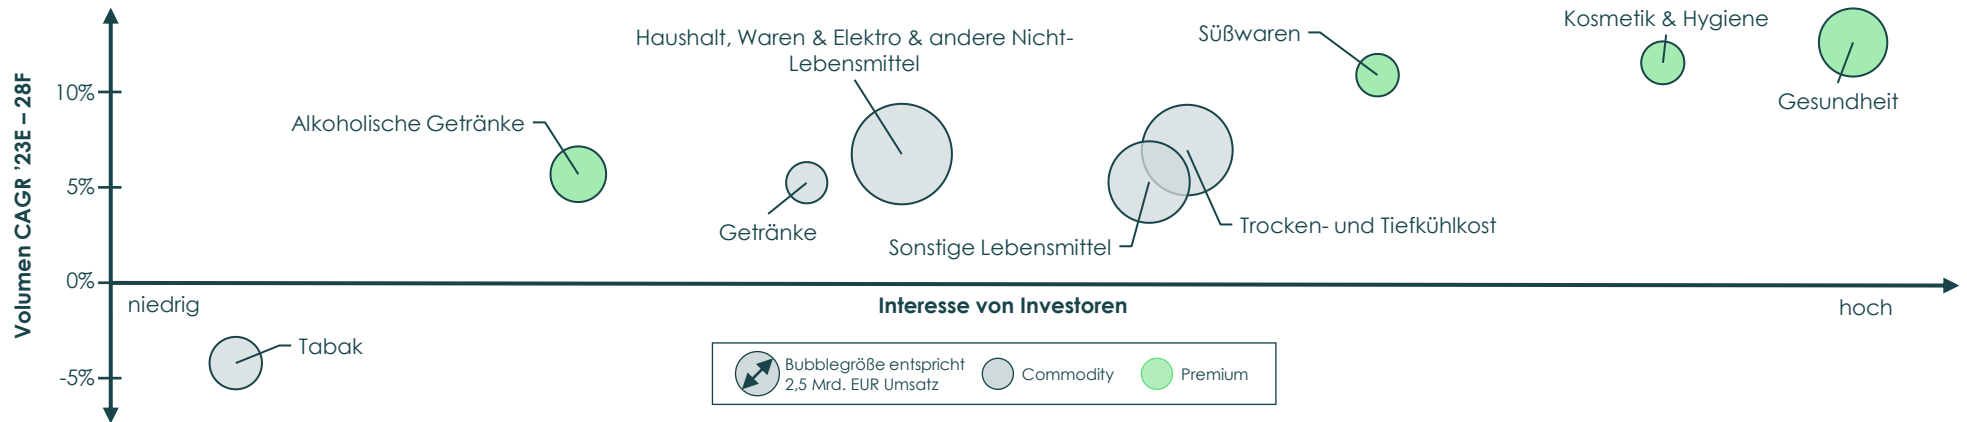 Volumen CAGR '23E – 28F
10%
5%
0%
-5%
Alkoholische Getränke
Haushalt, Waren & Elektro & andere Nicht-
Lebensmittel
Getränke
Sonstige Lebensmittel
Trocken- und Tiefkühlkost
Süßwaren
Kosmetik & Hygiene
Gesundheit
Tabak
niedrig
Interesse von Investoren
hoch
Bubblegröße entspricht
2,5 Mrd. EUR Umsatz
Commodity
Premium